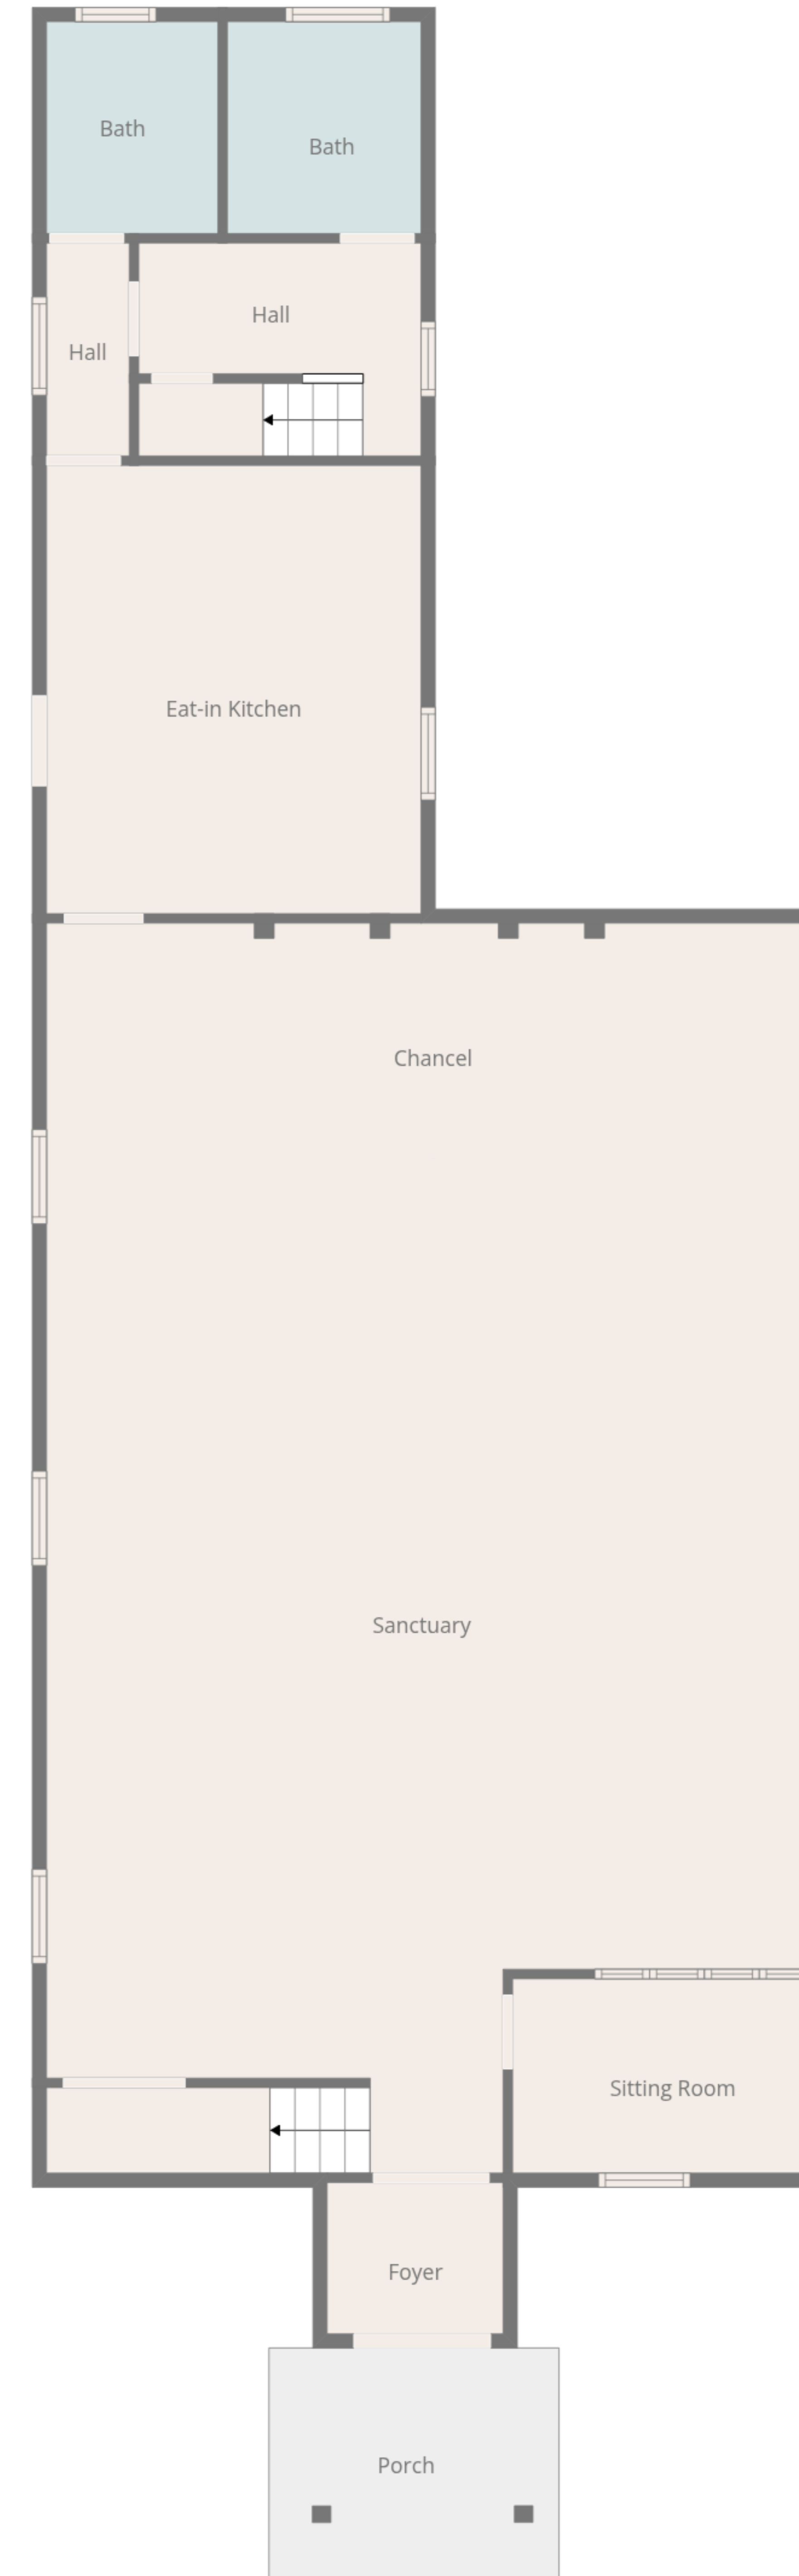 Bath
Bath
Hall
Hall
Eat-in Kitchen
Chancel
Sanctuary
Sitting Room
Foyer
Porch